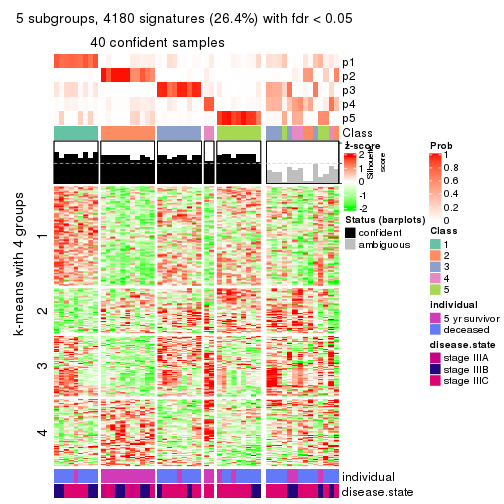 5 subgroups, 4180 signatures (26.4%) with fdr < 0.05
40 confident samples
p1
p2
p3
p4
p5
Class
z-score
2
1
0
-1
-2
Silhouette
score
k-means with 4 groups
1
2
3
4
individual
disease.state
Status (barplots)
confident
ambiguous
Prob
1
0.8
0.6
0.4
0.2
0
Class
1
2
3
4
5
individual
5 yr survivor
deceased
disease.state
stage IIIA
stage IIIB
stage IIIC